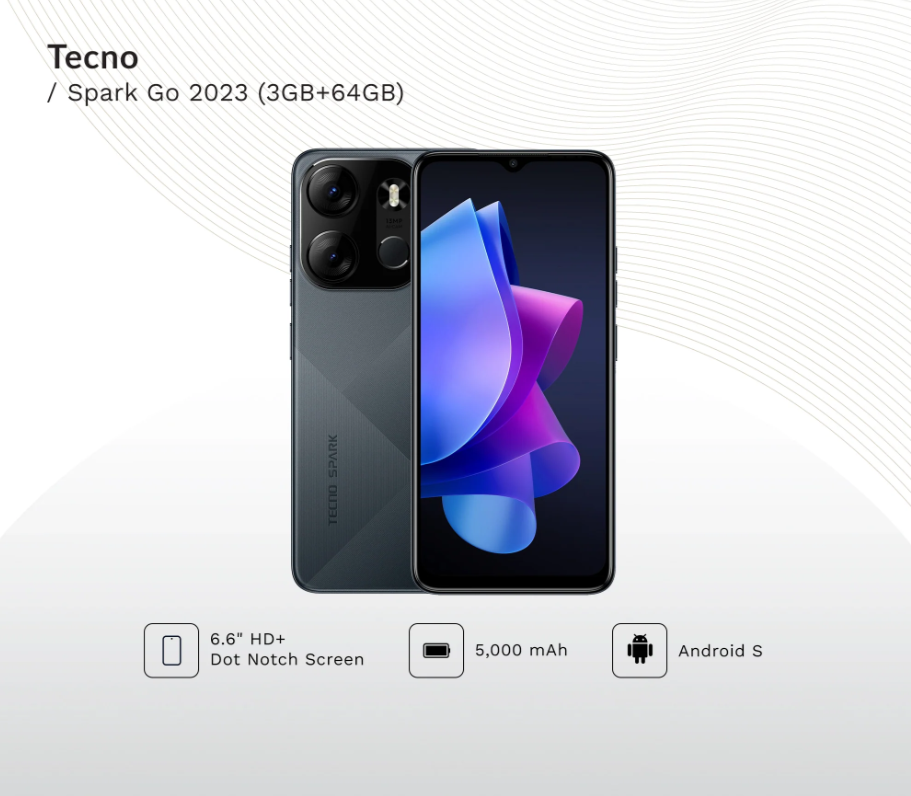 Tecno
/ Spark Go 2023 (3GB+64GB)
TECNO SPARK
6.6" HD+
Dot Notch Screen
5,000 mAh
Android S